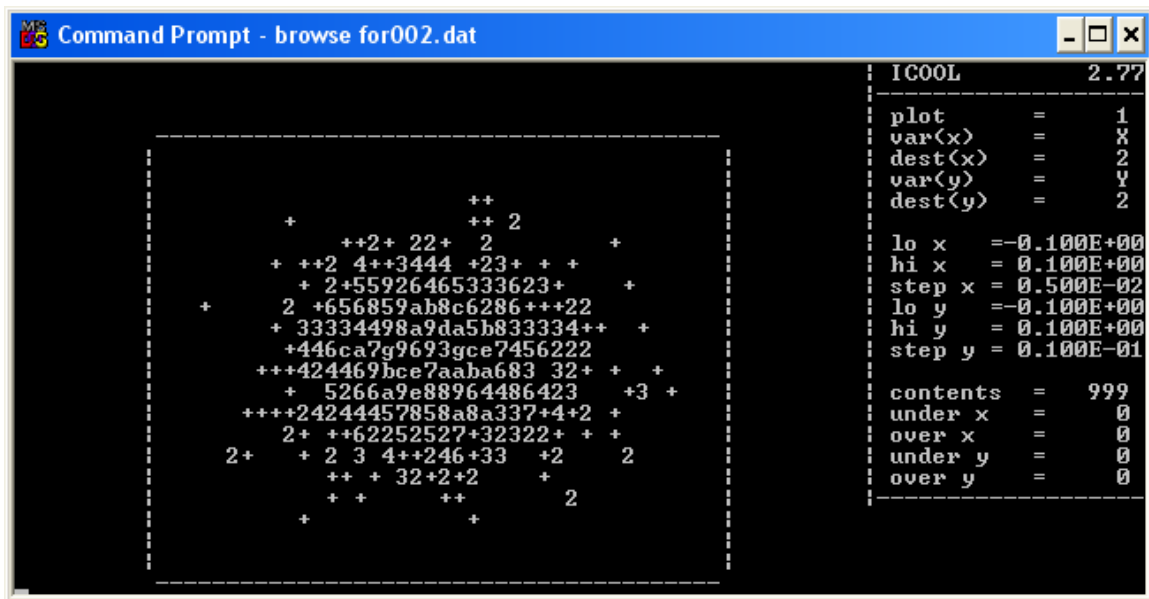 Command Prompt - browse for002.dat
ICOOL 2.77
plot = 1
var(x) = X
dest(x) = 2
var(y) = Y
dest(y) = 2
lo x =-0.100E+00
hi x = 0.100E+00
step x = 0.500E-02
lo y =-0.100E+00
hi y = 0.100E+00
step y = 0.100E-01
contents = 999
under x = 0
over x = 0
under y = 0
over y = 0
++
+ ++ 2
++2+ 22+ 2 +
+ ++2 4++3444 +23+ + +
+ 2+55926465333623+ +
+ 2 +656859ab8c6286+++22
+ 33334498a9da5b833334++ +
+446ca7g9693gce7456222
+++424469bce7aaba683 32+ + +
+ 5266a9e88964486423 +3 +
++++24244457858a8a337+4+2 +
2+ ++62252527+32322+ + +
2+ + 2 3 4++246+33 +2 2
++ + 32+2+2 +
+ + ++ 2
+ +